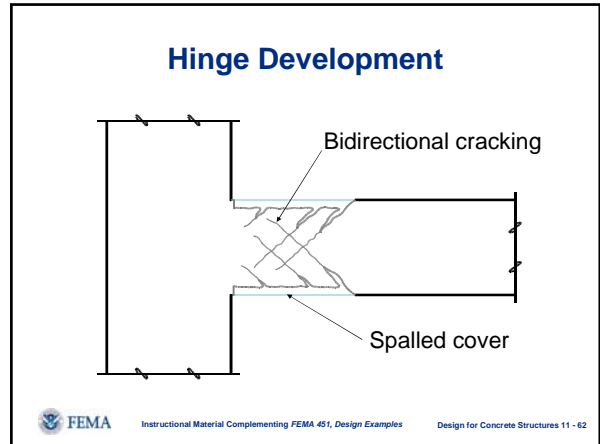 Hinge Development
Bidirectional cracking
Spalled cover
FEMA
Instructional Material Complementing FEMA 451, Design Examples
Design for Concrete Structures 11 - 62